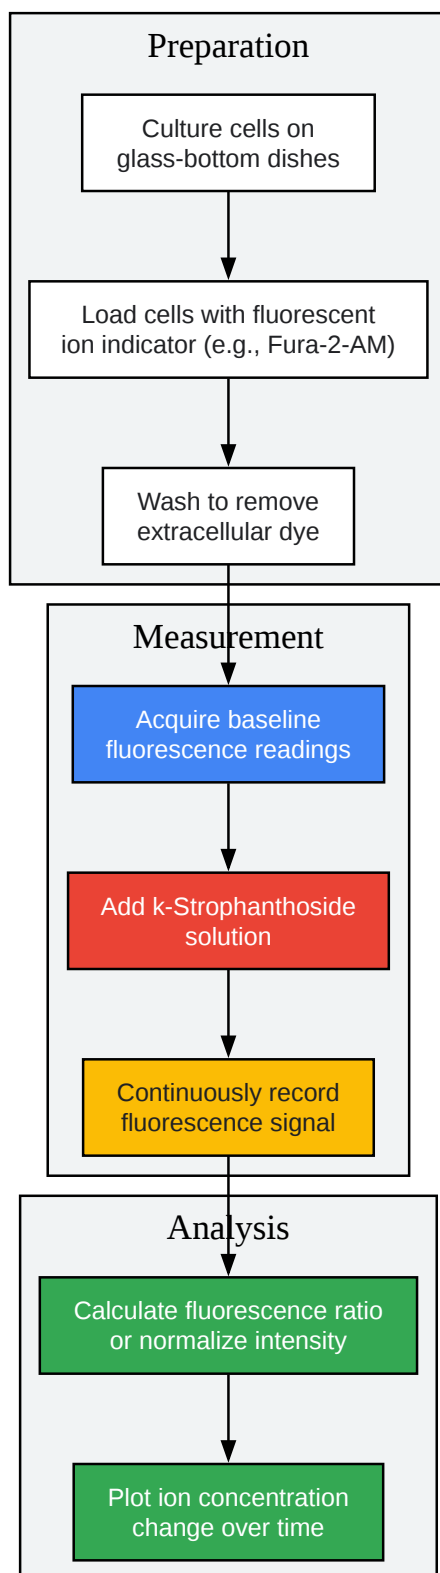 Preparation
Culture cells on
glass-bottom dishes
Load cells with fluorescent
ion indicator (e.g., Fura-2-AM)
Wash to remove
extracellular dye
Measurement
Acquire baseline
fluorescence readings
Add k-Strophanthoside
solution
Continuously record
fluorescence signal
Analysis
Calculate fluorescence ratio
or normalize intensity
Plot ion concentration
change over time